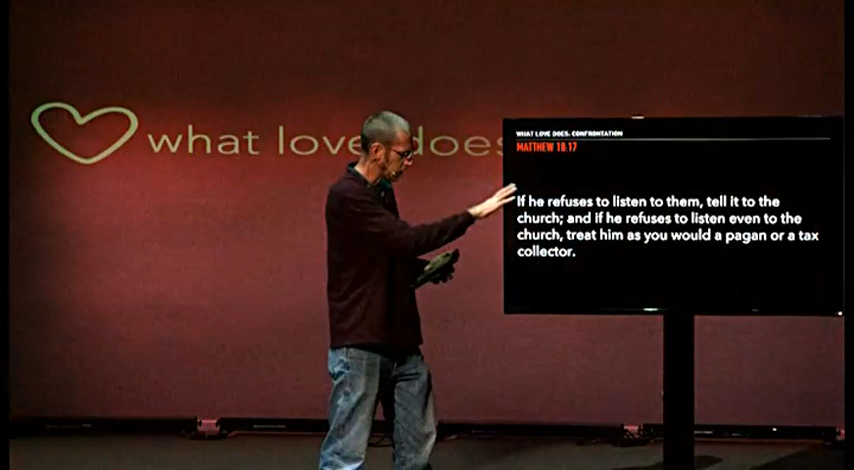 what love does
WHAT LOVE DOES: CONFRONTATION
MATTHEW 18:17
If he refuses to listen to them, tell it to the
church; and if he refuses to listen even to the
church, treat him as you would a pagan or a tax
collector.